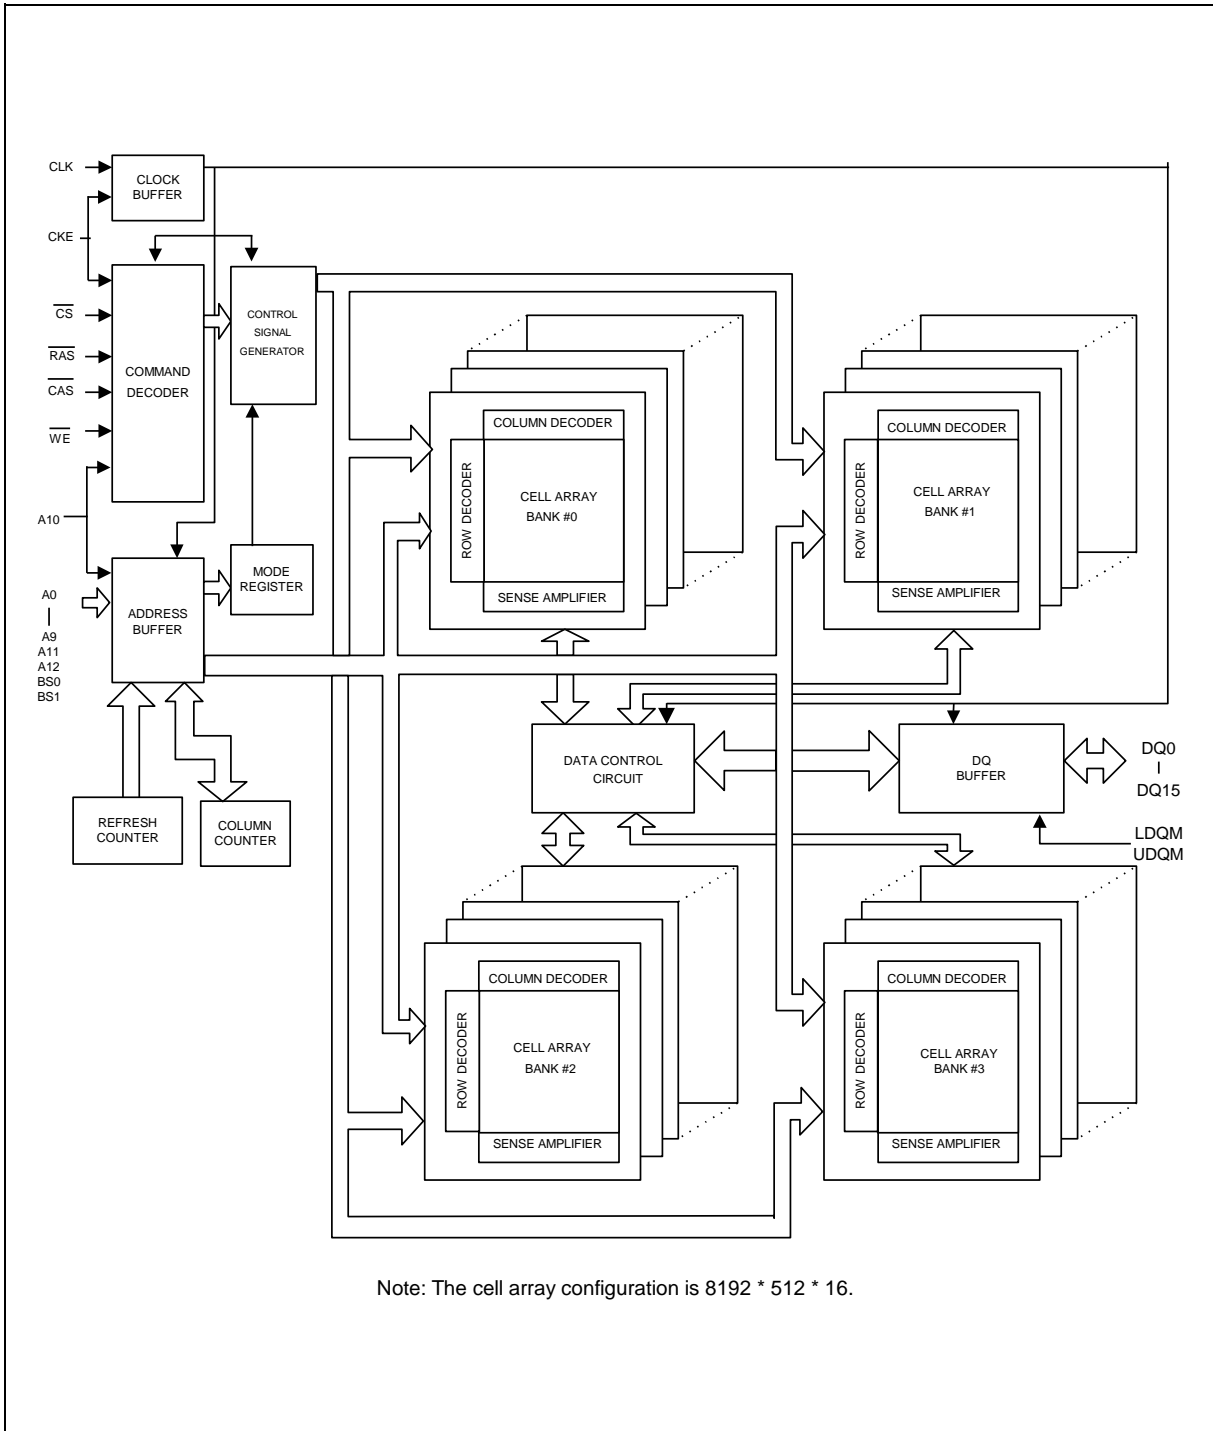 CLK
CLOCK
BUFFER
CKE
CS
RAS
CAS
WE
A10
COMMAND
DECODER
CONTROL
SIGNAL
GENERATOR
A0
A9
A11
A12
BS0
BS1
ADDRESS
BUFFER
MODE
REGISTER
REFRESH
COUNTER
COLUMN
COUNTER
COLUMN DECODER
ROW DECODER
CELL ARRAY
BANK #0
SENSE AMPLIFIER
COLUMN DECODER
ROW DECODER
CELL ARRAY
BANK #1
SENSE AMPLIFIER
DATA CONTROL
CIRCUIT
DQ
BUFFER
DQ0
DQ15
LDQM
UDQM
COLUMN DECODER
ROW DECODER
CELL ARRAY
BANK #2
SENSE AMPLIFIER
COLUMN DECODER
ROW DECODER
CELL ARRAY
BANK #3
SENSE AMPLIFIER
Note: The cell array configuration is 8192 * 512 * 16.